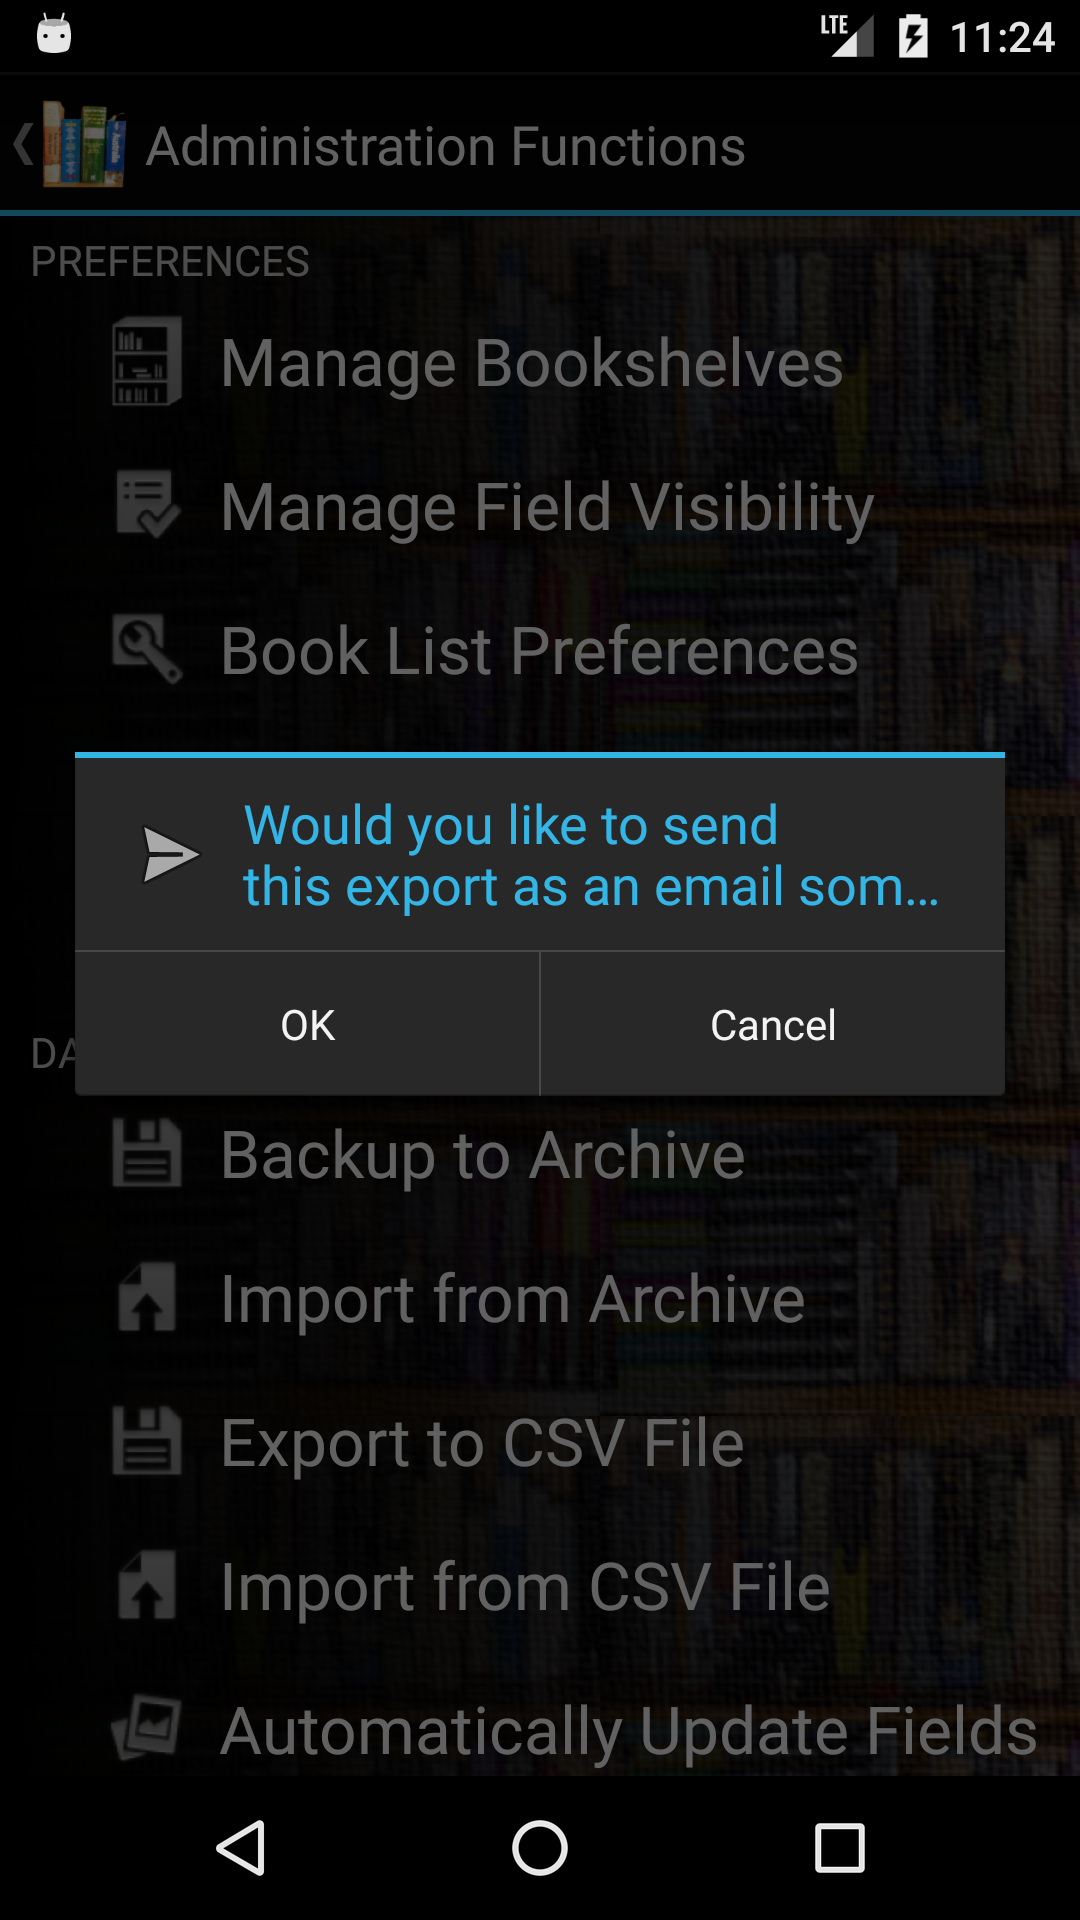 LTE 11:24
Administration Functions
PREFERENCES
Manage Bookshelves
Manage Field Visibility
Book List Preferences
Would you like to send
this export as an email som...
OK Cancel
DA
Backup to Archive
Import from Archive
Export to CSV File
Import from CSV File
Automatically Update Fields